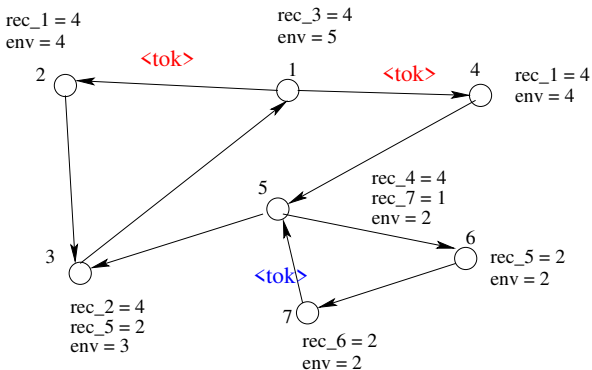 rec_1 = 4
env = 4
rec_3 = 4
env = 5
<tok>
<tok>
2
1
4
rec_1 = 4
env = 4
5
rec_4 = 4
rec_7 = 1
env = 2
3
6
rec_5 = 2
env = 2
<tok>
7
rec_2 = 4
rec_5 = 2
env = 3
rec_6 = 2
env = 2